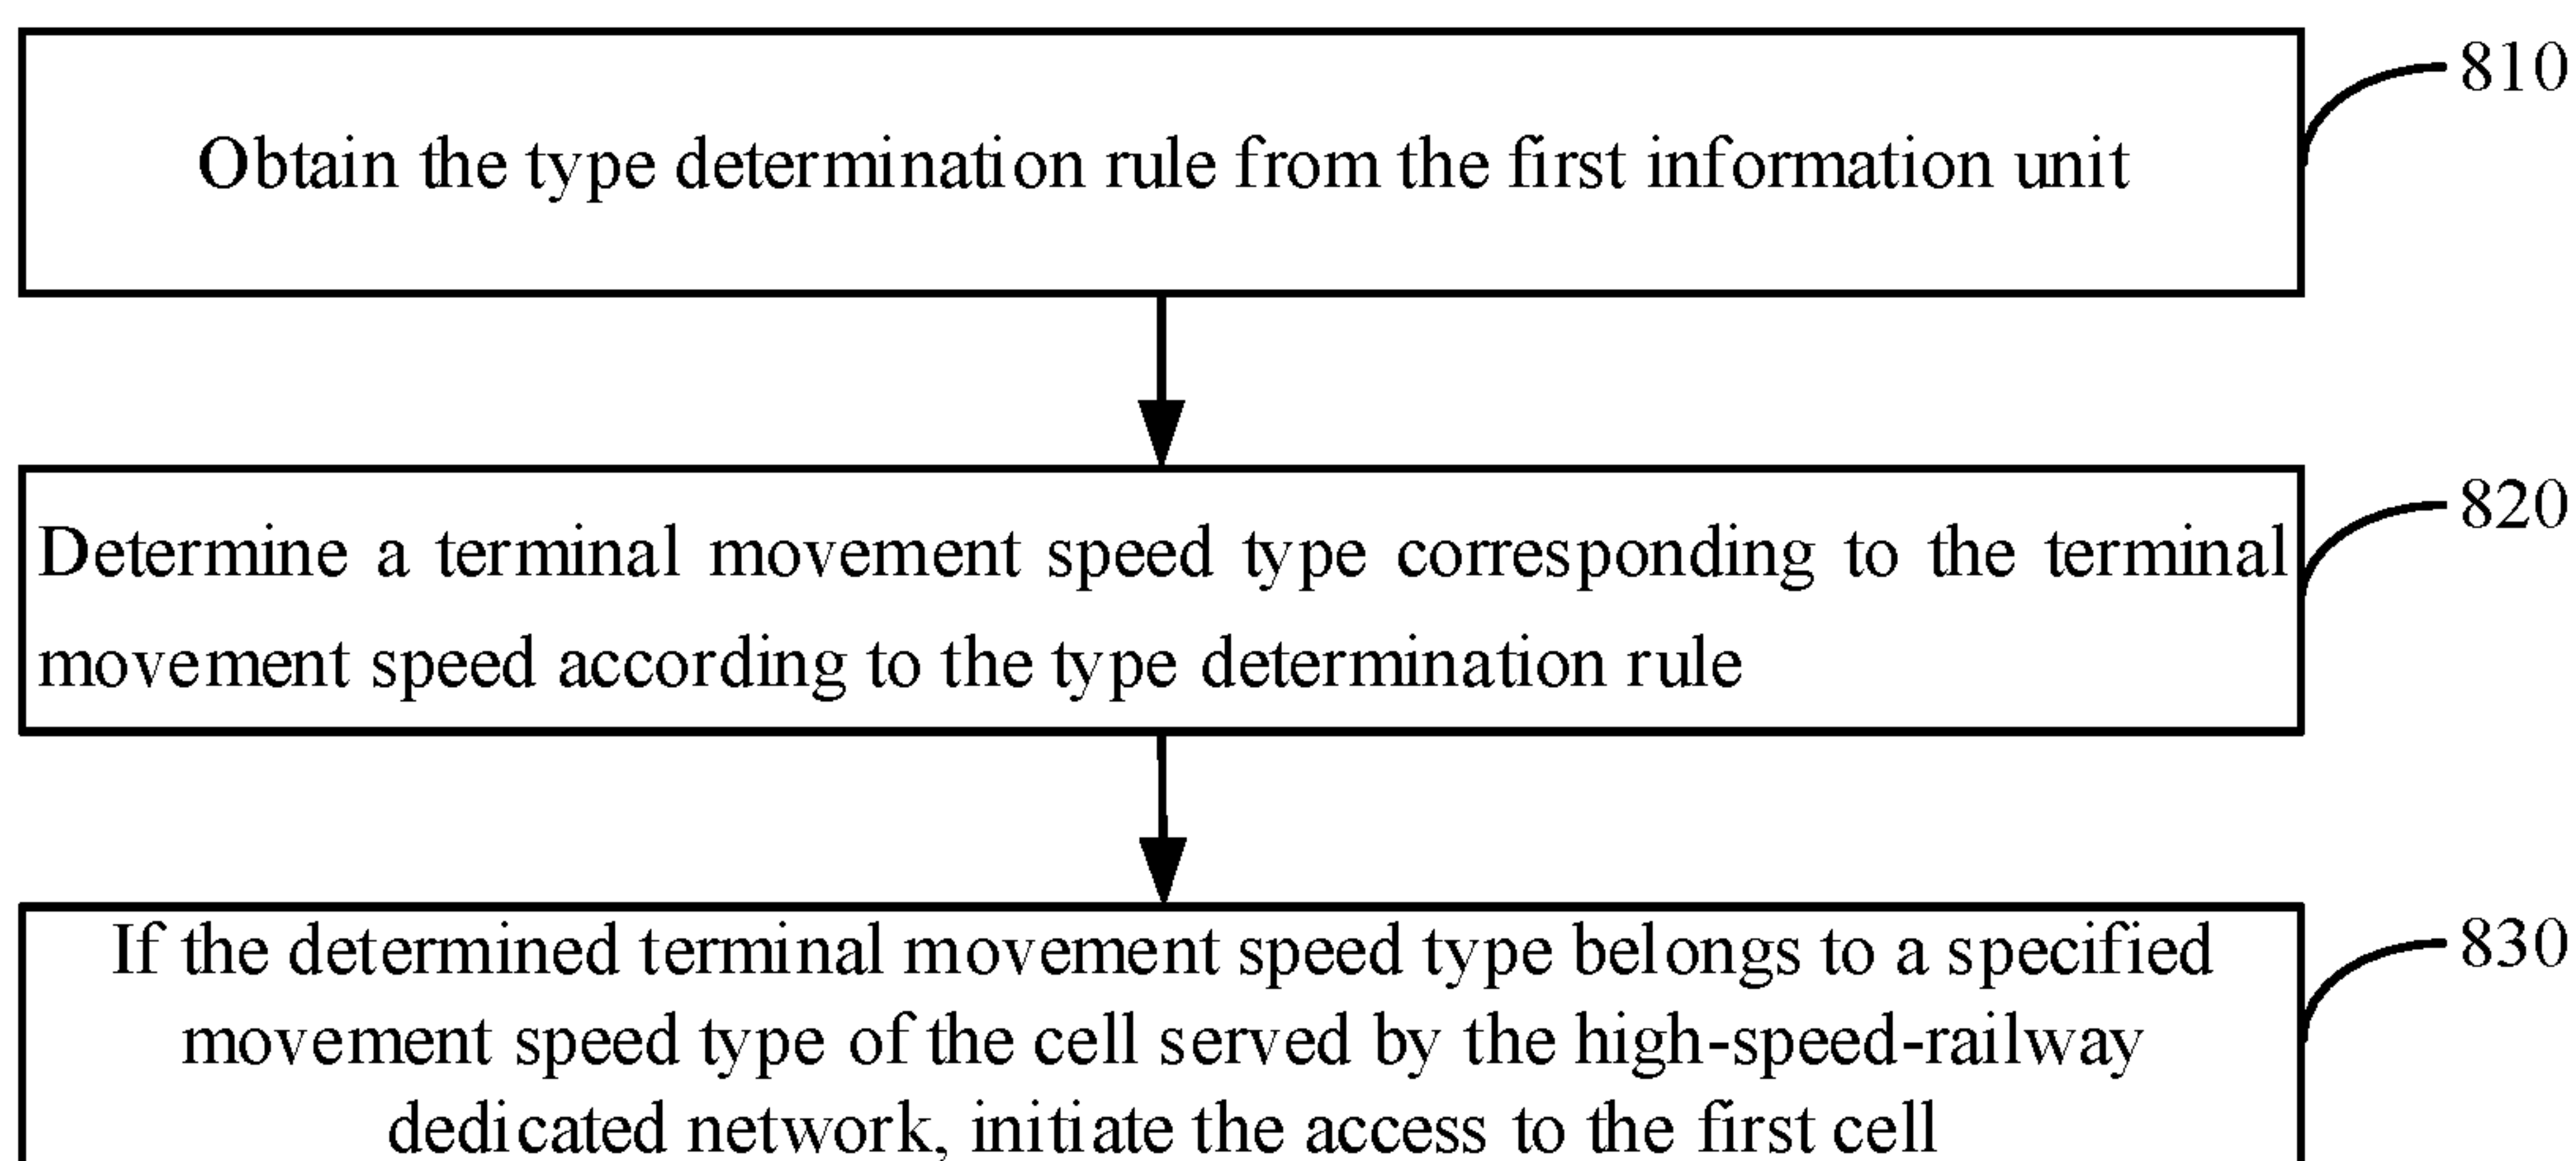 810
Obtain the type determination rule from the first information unit
820
Determine a terminal movement speed type corresponding to the terminal
movement speed according to the type determination rule
830
If the determined terminal movement speed type belongs to a specified
movement speed type of the cell served by the high-speed-railway
dedicated network, initiate the access to the first cell